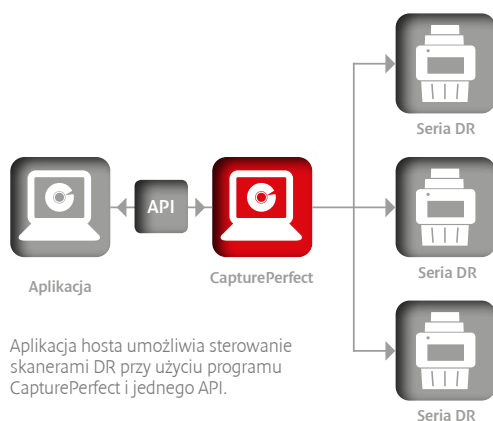 Seria DR
API
Aplikacja
CapturePerfect
Seria DR
Aplikacja hosta umożliwia sterowanie
skanerami DR przy użyciu programu
CapturePerfect i jednego API.
Seria DR